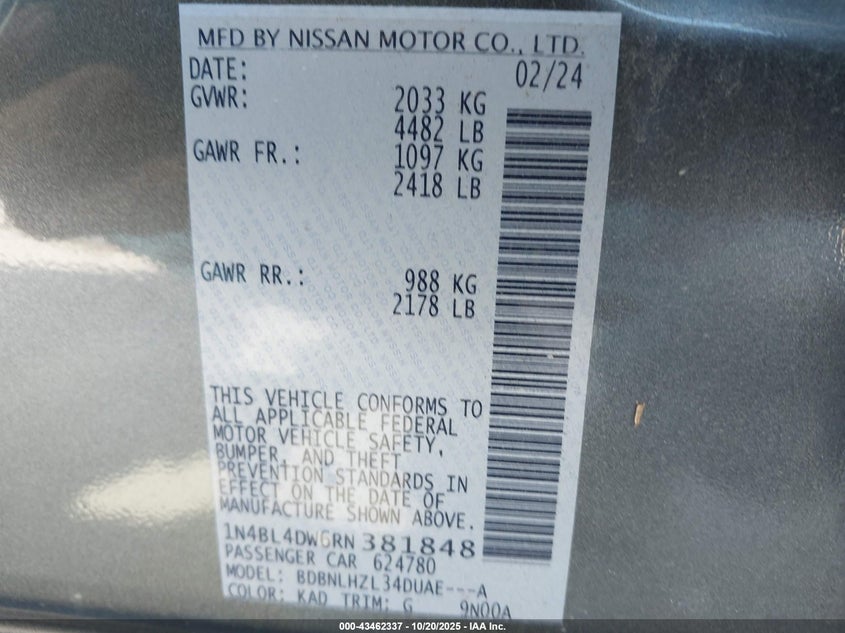 MFD BY NISSAN MOTOR CO., LTD.
DATE: 02/24
GVWR: 2033 KG
4482 LB
GAWR FR.: 1097 KG
2418 LB
GAWR RR.: 988 KG
2178 LB
THIS VEHICLE CONFORMS TO
ALL APPLICABLE FEDERAL
MOTOR VEHICLE SAFETY,
BUMPER, AND THEFT
PREVENTION STANDARDS IN
EFFECT ON THE DATE OF
MANUFACTURE SHOWN ABOVE.
1N4BL4DW6RN381848
PASSENGER CAR 624780
MODEL: BDBNLHZL34DUAE---A
COLOR: KAD TRIM: G 9N00A
000-43462337 - 10/20/2025 - IAA Inc.